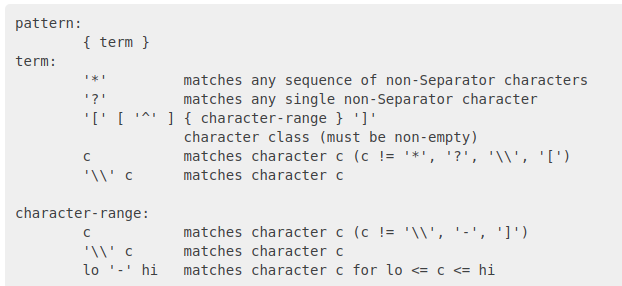 pattern:
        { term }
term:
        '*'         matches any sequence of non-Separator characters
        '?'         matches any single non-Separator character
        '[' [ '^' ] { character-range } ']'
                    character class (must be non-empty)
        c           matches character c (c != '*', '?', '\\', '[')
        '\\' c      matches character c

character-range:
        c           matches character c (c != '\\', '-', ']')
        '\\' c      matches character c
        lo '-' hi   matches character c for lo <= c <= hi